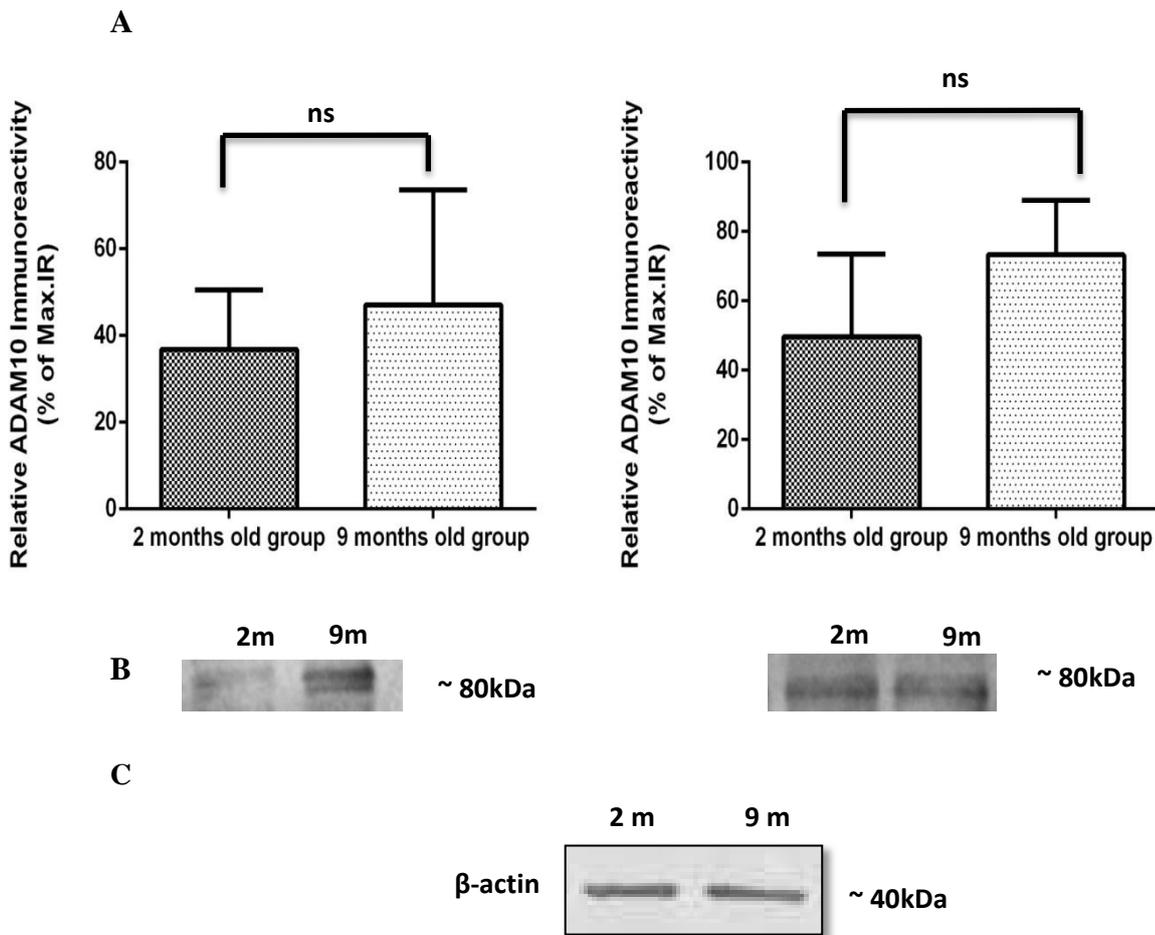 A
Relative ADAM10 Immunoreactivity
(% of Max.IR)
ns
80
60
40
20
0
2 months old group 9 months old group
Relative ADAM10 Immunoreactivity
(% of Max.IR)
ns
100
80
60
40
20
0
2 months old group 9 months old group
B
2m 9m
~ 80kDa
2m 9m
~ 80kDa
C
2 m 9 m
β-actin
~ 40kDa